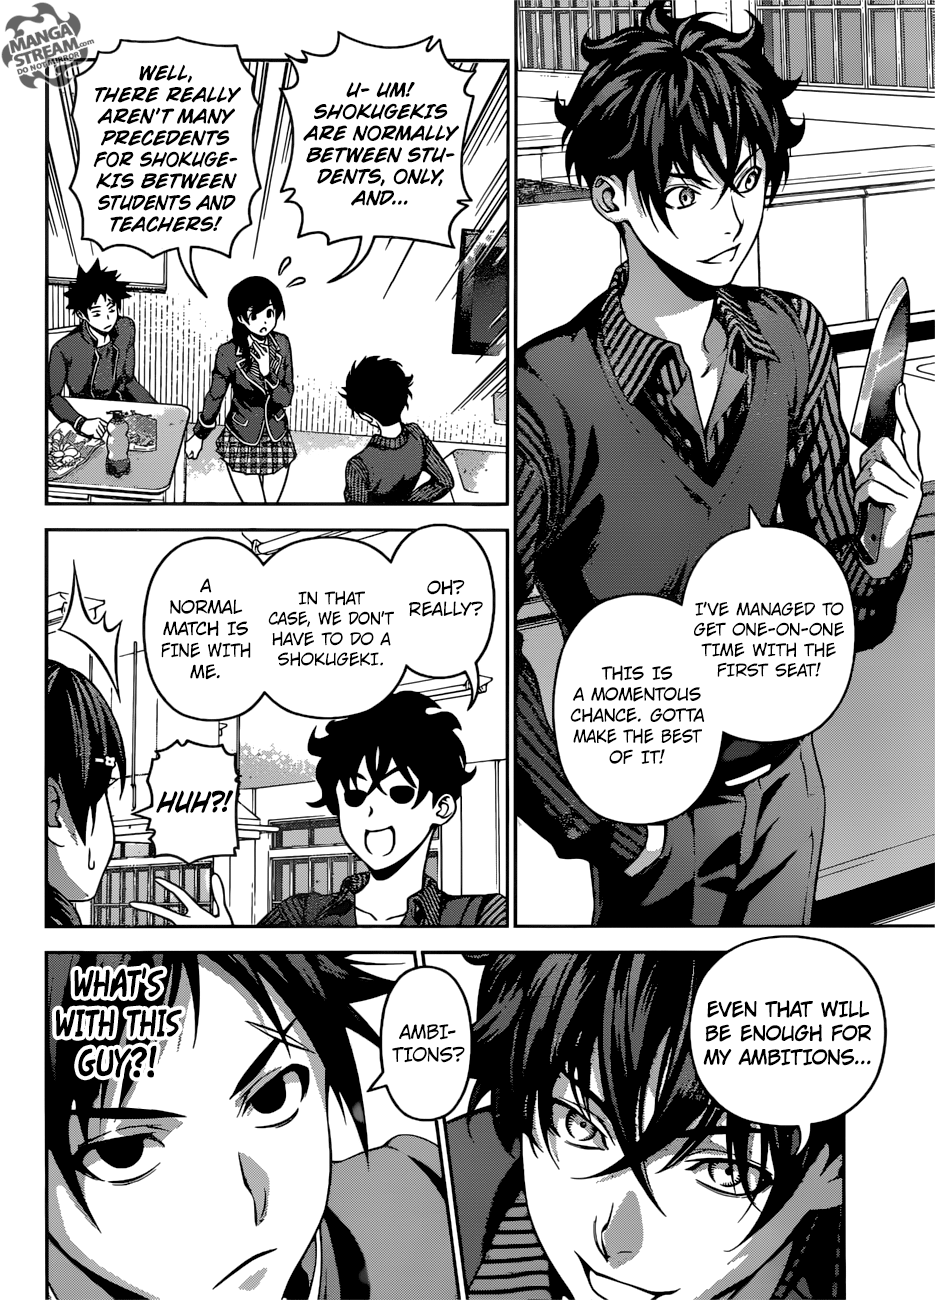 MANGA
STREAM.com
DO NOT MIRROR
I'VE MANAGED TO
GET ONE-ON-ONE
TIME WITH THE
FIRST SEAT!
THIS IS
A MOMENTOUS
CHANCE. GOTTA
MAKE THE BEST
OF IT!
U- UM!
SHOKUGEKIS
ARE NORMALLY
BETWEEN STU-
DENTS, ONLY,
AND...
WELL,
THERE REALLY
AREN'T MANY
PRECEDENTS
FOR SHOKUGE-
KIS BETWEEN
STUDENTS AND
TEACHERS!
OH?
REALLY?
IN THAT
CASE, WE DON'T
HAVE TO DO A
SHOKUGEKI.
A
NORMAL
MATCH IS
FINE WITH
ME.
HUH?!
EVEN THAT WILL
BE ENOUGH FOR
MY AMBITIONS...
AMBI-
TIONS?
WHAT'S
WITH THIS
GUY?!